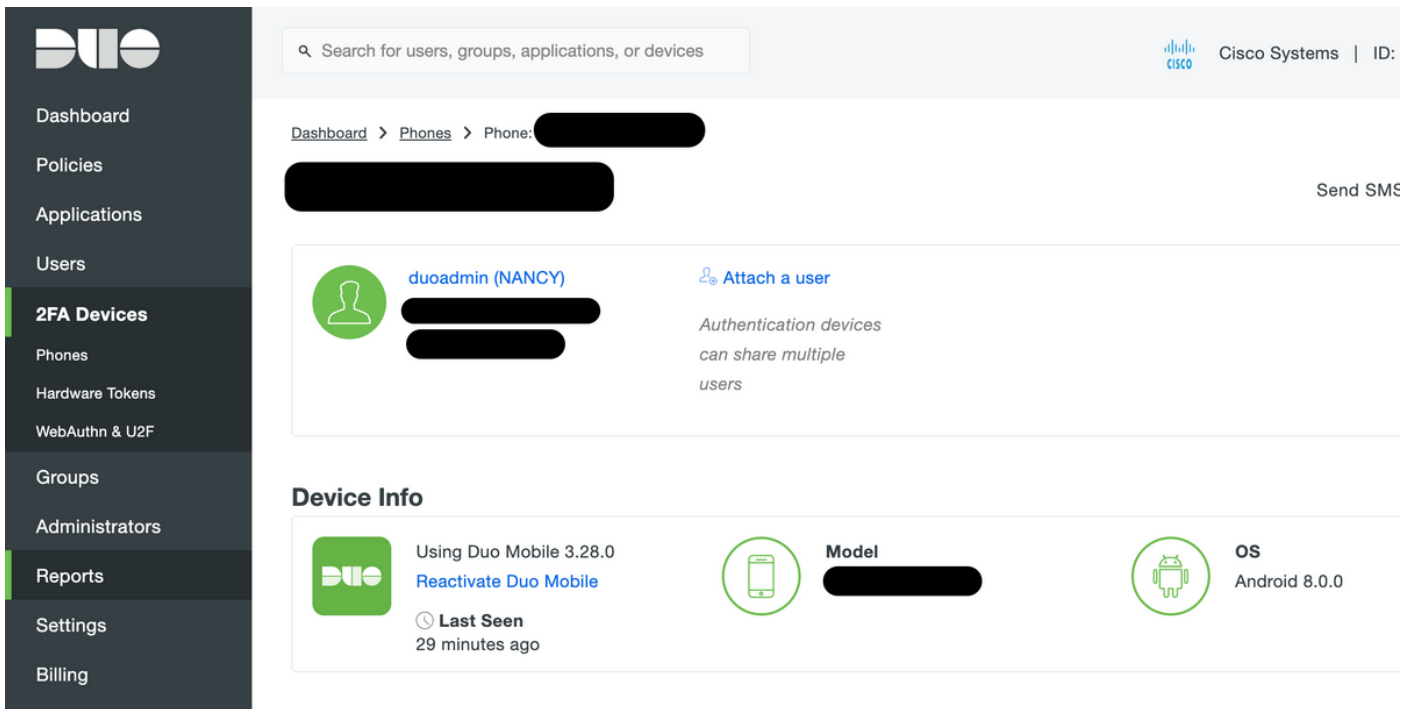 DUO
Search for users, groups, applications, or devices
CISCO
Cisco Systems | ID:
Dashboard
Policies
Applications
Users
2FA Devices
Phones
Hardware Tokens
WebAuthn & U2F
Groups
Administrators
Reports
Settings
Billing
Dashboard > Phones > Phone:
Send SMS
duoadmin (NANCY)
Attach a user
Authentication devices
can share multiple
users
Device Info
DUO
Using Duo Mobile 3.28.0
Reactivate Duo Mobile
Last Seen
29 minutes ago
Model
OS
Android 8.0.0